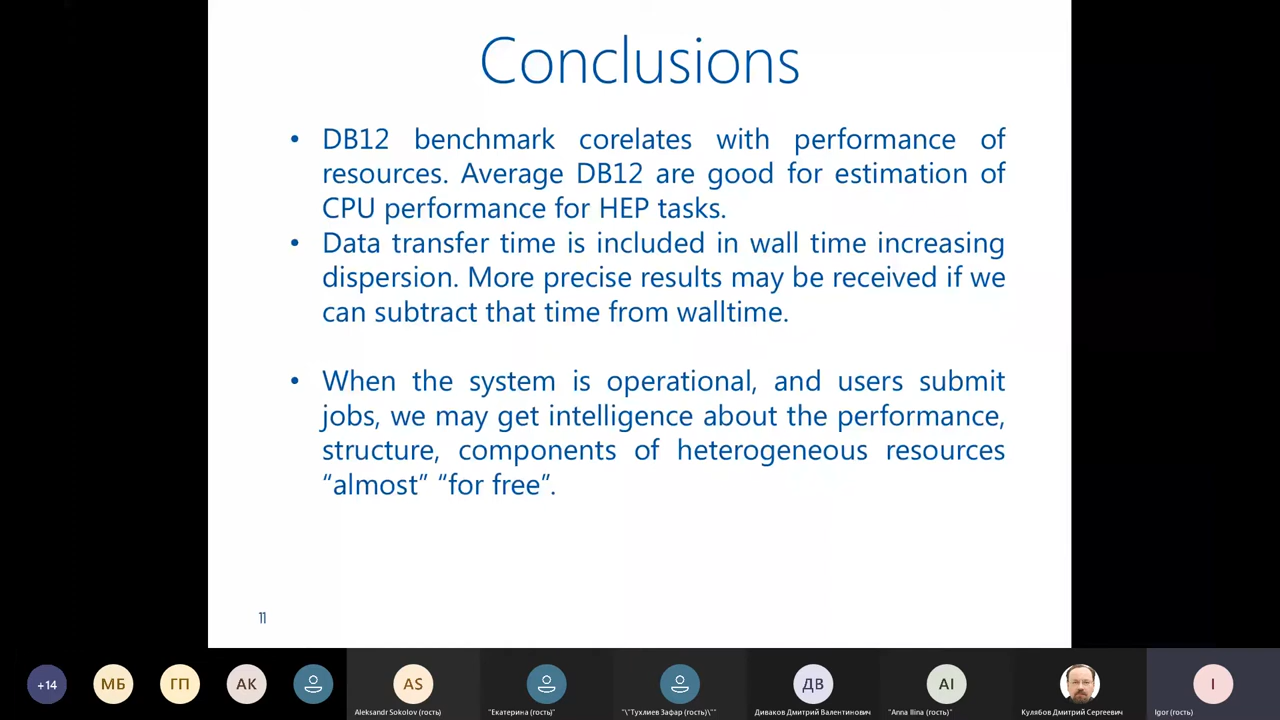 Conclusions
• DB12 benchmark corelates with performance of
resources. Average DB12 are good for estimation of
CPU performance for HEP tasks.
• Data transfer time is included in wall time increasing
dispersion. More precise results may be received if we
can subtract that time from walltime.
• When the system is operational, and users submit
jobs, we may get intelligence about the performance,
structure, components of heterogeneous resources
“almost” “for free”.
11
+14
МБ
ГП
АК
AS
ДВ
AI
I
Aleksandr Sokolov (гость)
"Екатерина (гость)"
"\"Тухлиев Зафар (гость)\""
Диваков Дмитрий Валентинович
"Anna Ilina (гость)"
Кулябов Дмитрий Сергеевич
Igor (гость)